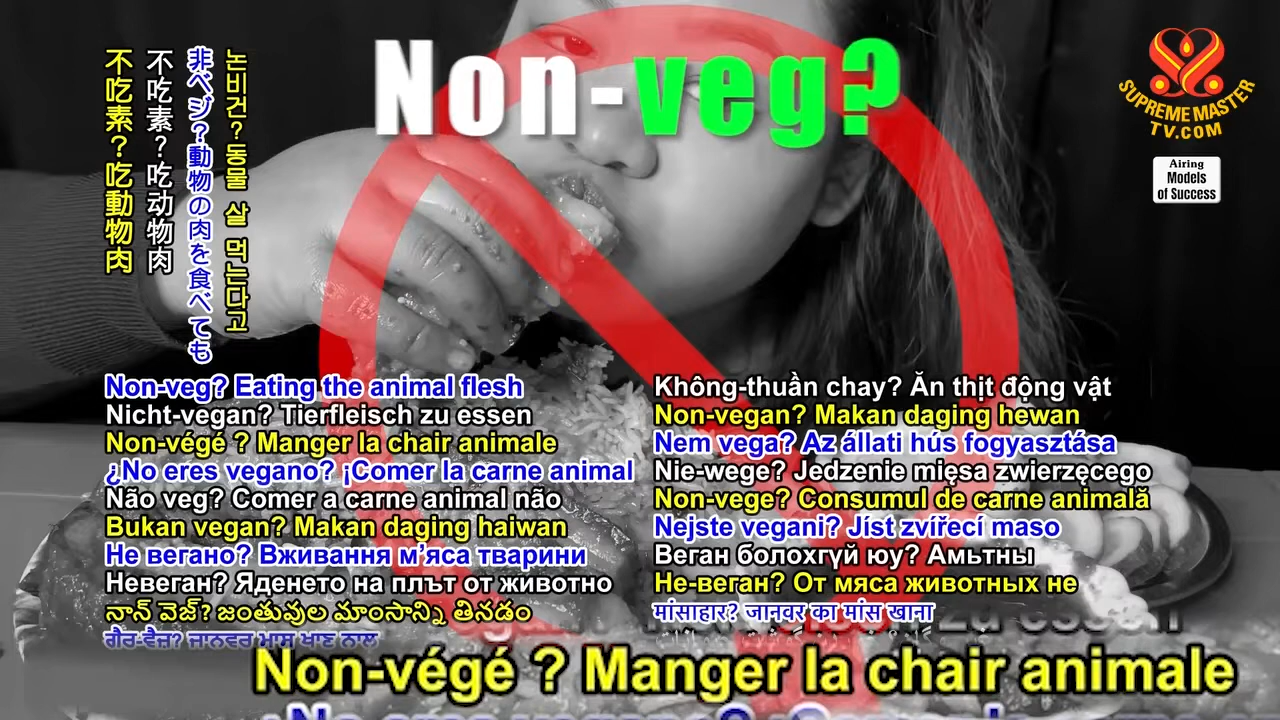 Non-veg?
SUPREME MASTER
TV.COM
Airing
Models
of Success
논비건?동물 살 먹는다고
非ベジ?動物の肉を食べても
不吃素?吃动物肉
不吃素?吃動物肉
Non-veg? Eating the animal flesh
Nicht-vegan? Tierfleisch zu essen
Non-végé ? Manger la chair animale
¿No eres vegano? ¡Comer la carne animal
Não veg? Comer a carne animal não
Bukan vegan? Makan daging haiwan
Не вегано? Вживання м’яса тварини
Невеган? Яденето на плът от животно
నాన్ వెజ్? జంతువుల మాంసాన్ని తినడం
ਗੈਰ-ਵੈਜ਼? ਜਾਨਵਰ ਮਾਸ ਖਾਣ ਨਾਲ
Không-thuần chay? Ăn thịt động vật
Non-vegan? Makan daging hewan
Nem vega? Az állati hús fogyasztása
Nie-wege? Jedzenie mięsa zwierzęcego
Non-vege? Consumul de carne animală
Nejste vegani? Jíst zvířecí maso
Веган болохгүй юу? Амьтны
Не-веган? От мяса животных не
मांसाहार? जानवर का मांस खाना
Non-végé ? Manger la chair animale